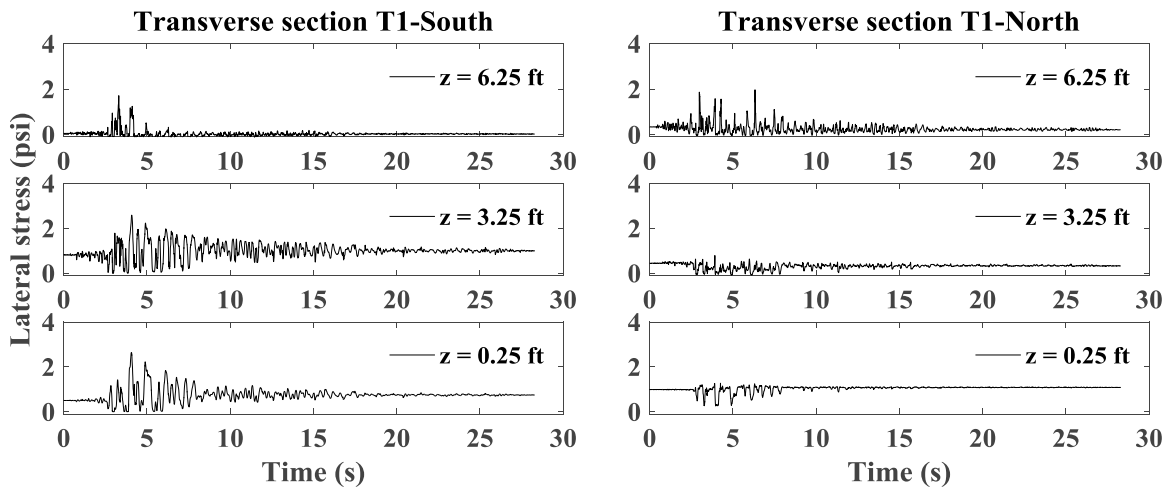 Transverse section T1-South
Transverse section T1-North
Lateral stress (psi)
4
2
0
z = 6.25 ft
0 5 10 15 20 25 30
4
2
0
z = 6.25 ft
0 5 10 15 20 25 30
4
2
0
z = 3.25 ft
0 5 10 15 20 25 30
4
2
0
z = 3.25 ft
0 5 10 15 20 25 30
4
2
0
z = 0.25 ft
0 5 10 15 20 25 30
4
2
0
z = 0.25 ft
0 5 10 15 20 25 30
Time (s)
Time (s)